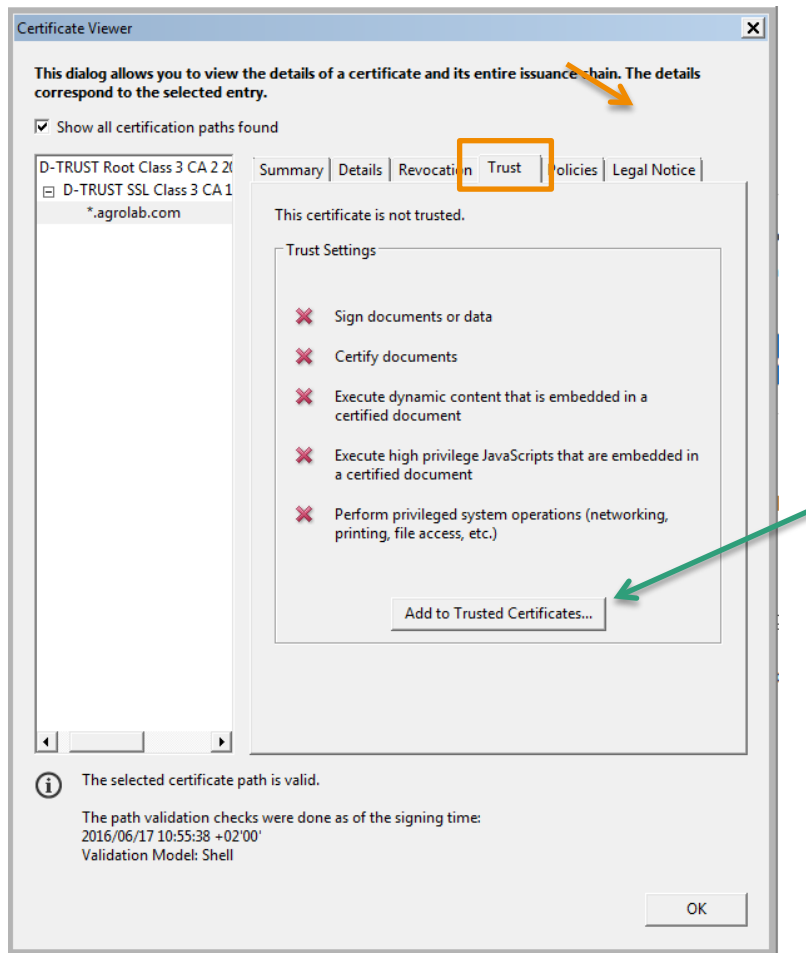 Certificate Viewer
This dialog allows you to view the details of a certificate and its entire issuance chain. The details
correspond to the selected entry.
Show all certification paths found
D-TRUST Root Class 3 CA 2 20
D-TRUST SSL Class 3 CA 1
*.agrolab.com
Summary Details Revocation Trust Policies Legal Notice
This certificate is not trusted.
Trust Settings
Sign documents or data
Certify documents
Execute dynamic content that is embedded in a
certified document
Execute high privilege JavaScripts that are embedded in
a certified document
Perform privileged system operations (networking,
printing, file access, etc.)
Add to Trusted Certificates...
The selected certificate path is valid.
The path validation checks were done as of the signing time:
2016/06/17 10:55:38 +02'00'
Validation Model: Shell
OK